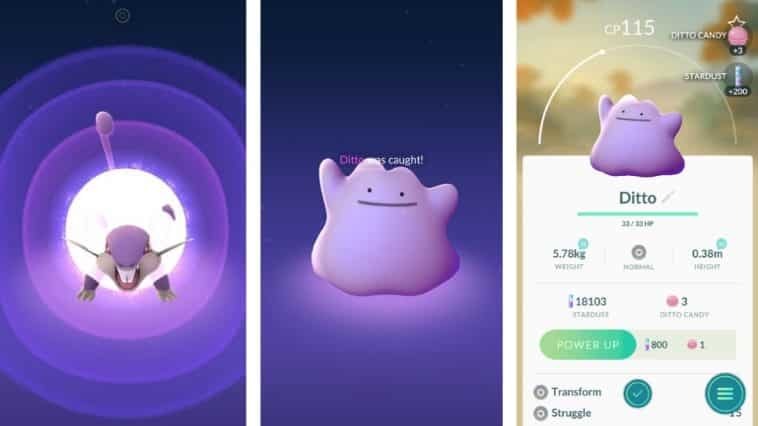 Ditto was caught!
CP115
DITTO CANDY
+3
STARDUST
+200
Ditto
33 / 33 HP
5.78kg
WEIGHT
NORMAL
0.38m
HEIGHT
18103
STARDUST
3
DITTO CANDY
POWER UP
800
1
Transform
Struggle
15